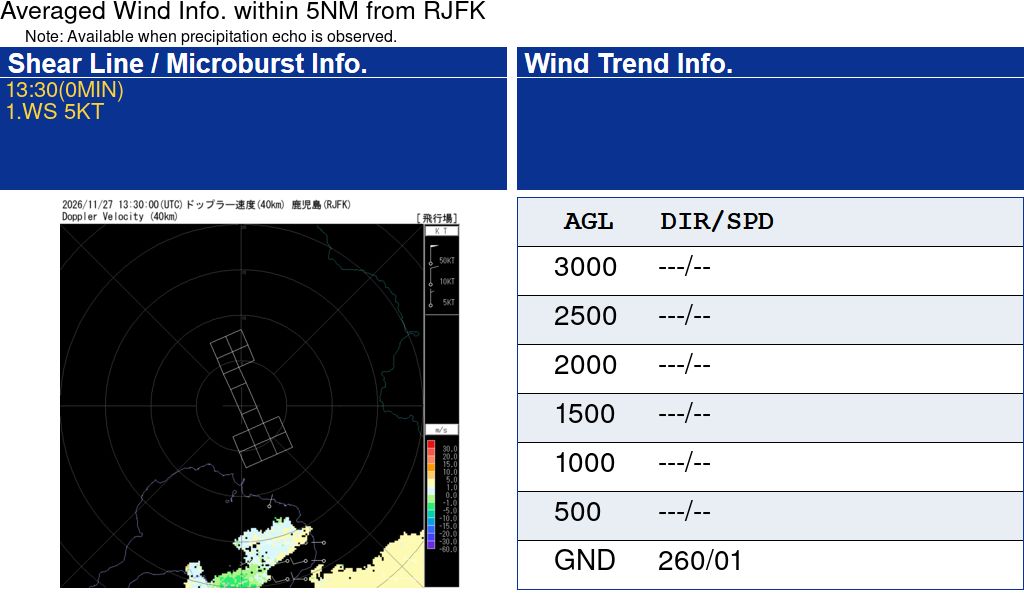 Averaged Wind Info. within 5NM from RJFK
Note: Available when precipitation echo is observed.
Shear Line / Microburst Info.
13:30(0MIN)
1.WS 5KT
Wind Trend Info.
2026/11/27 13:30:00(UTC) ドップラー速度(40km) 鹿児島(RJFK)
Doppler Velocity (40km)
[飛行場]
K T
50KT
10KT
5KT
m/s
30.0
20.0
15.0
10.0
5.0
1.0
0.0
-1.0
-5.0
-10.0
-15.0
-20.0
-30.0
-60.0
AGL DIR/SPD
3000 ---/--
2500 ---/--
2000 ---/--
1500 ---/--
1000 ---/--
500 ---/--
GND 260/01